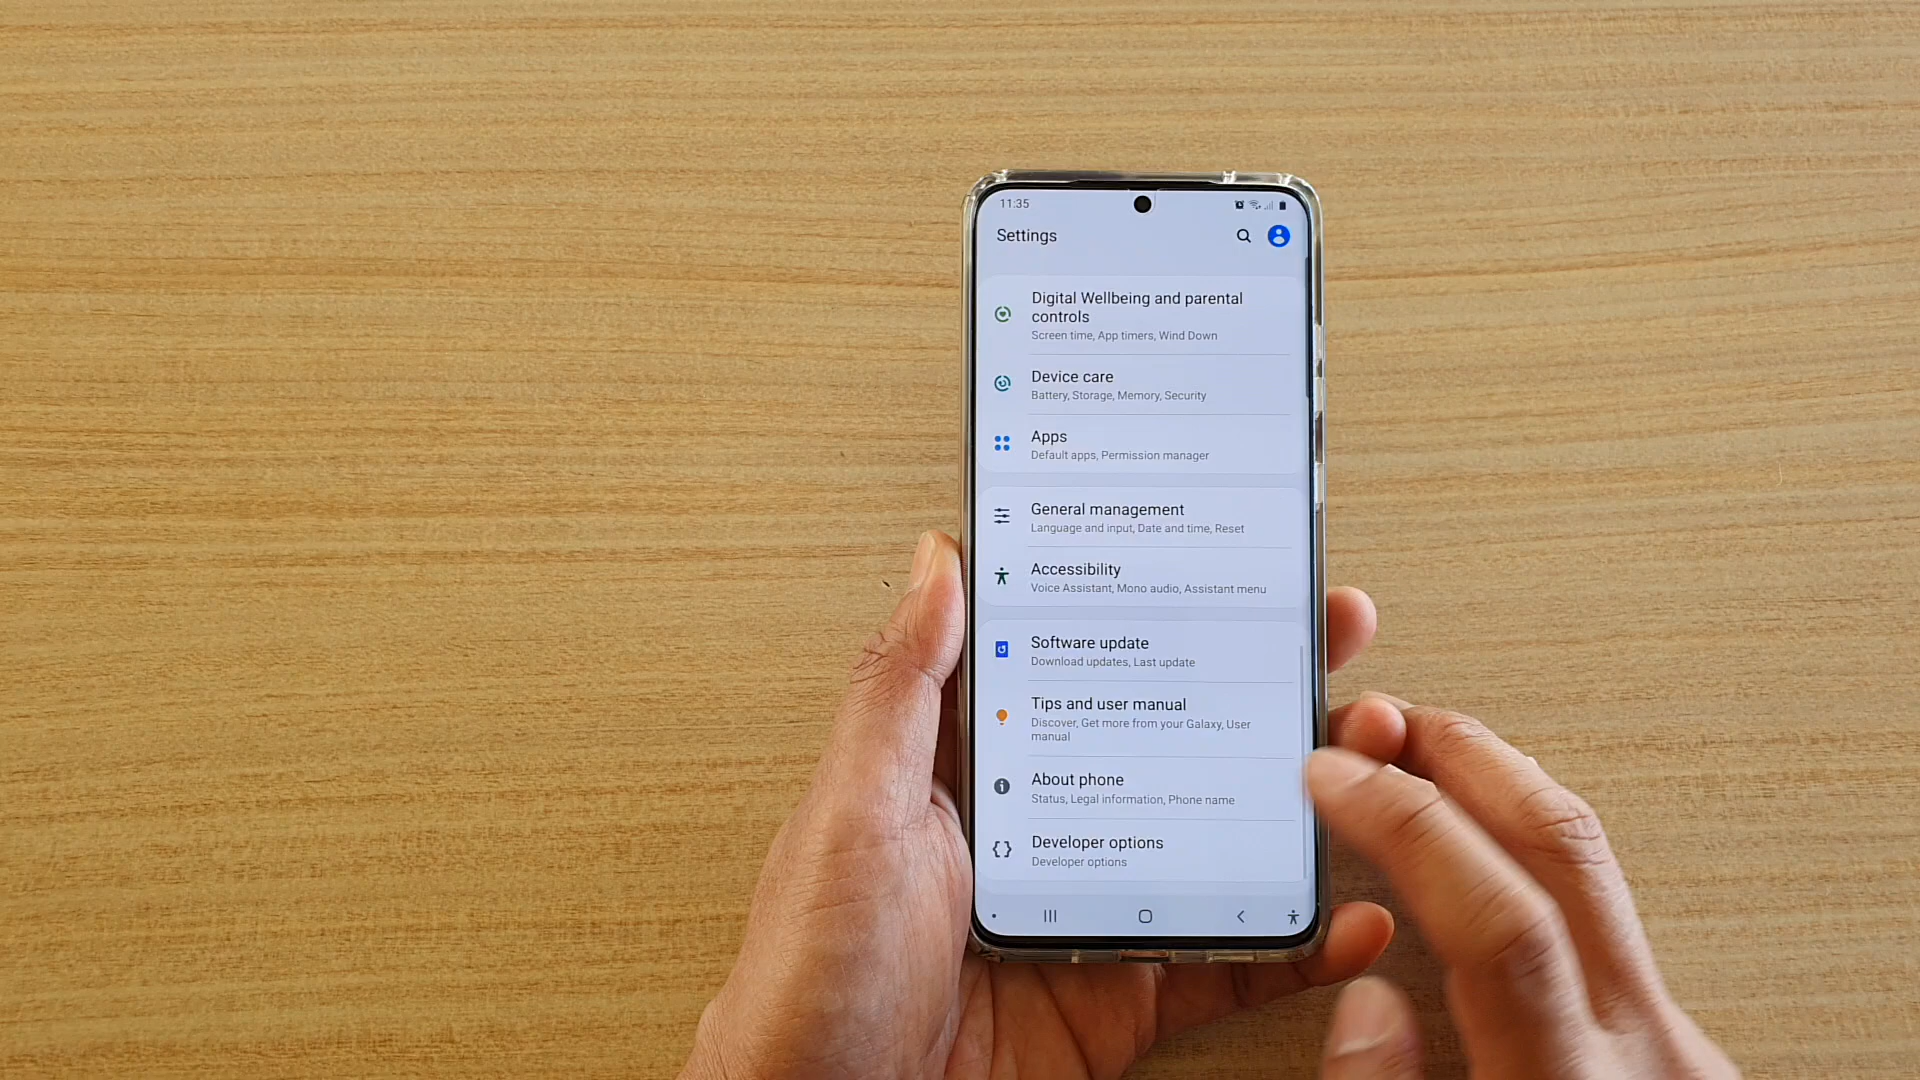 11:35
Settings
Digital Wellbeing and parental
controls
Screen time, App timers, Wind Down
Device care
Battery, Storage, Memory, Security
Apps
Default apps, Permission manager
General management
Language and input, Date and time, Reset
Accessibility
Voice Assistant, Mono audio, Assistant menu
Software update
Download updates, Last update
Tips and user manual
Discover, Get more from your Galaxy, User
manual
About phone
Status, Legal information, Phone name
Developer options
Developer options